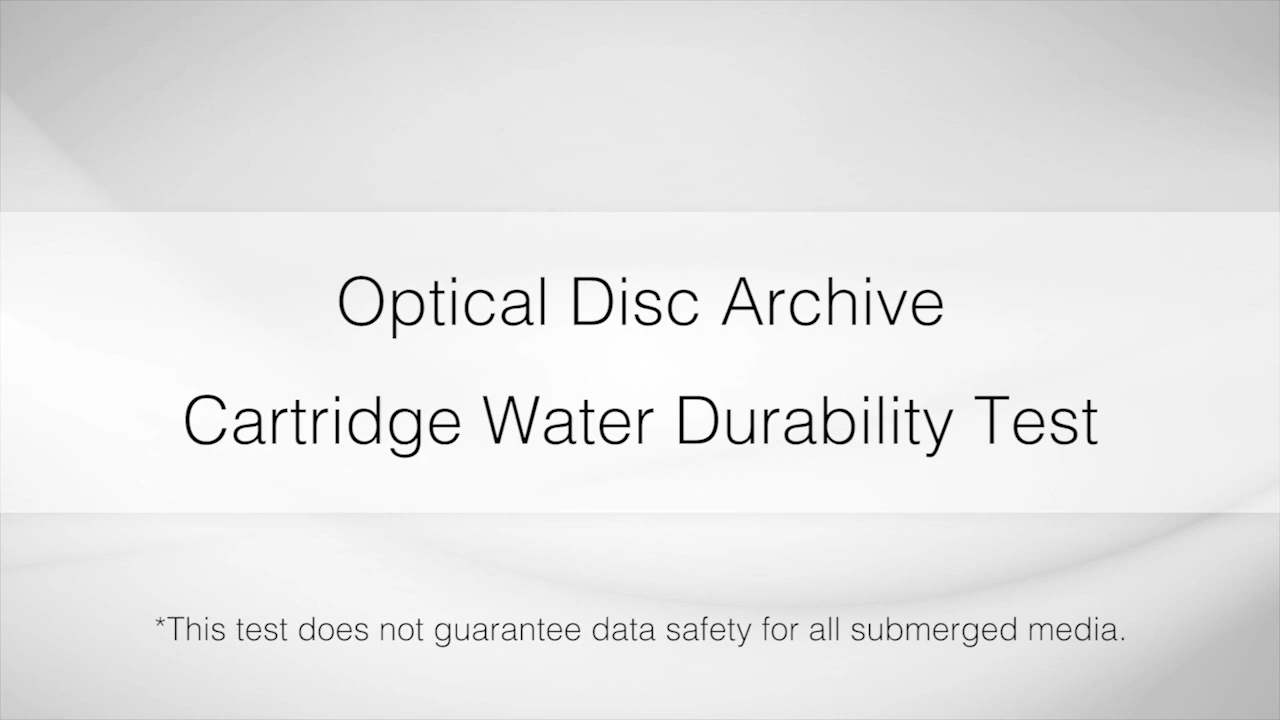 Optical Disc Archive
Cartridge Water Durability Test
*This test does not guarantee data safety for all submerged media.